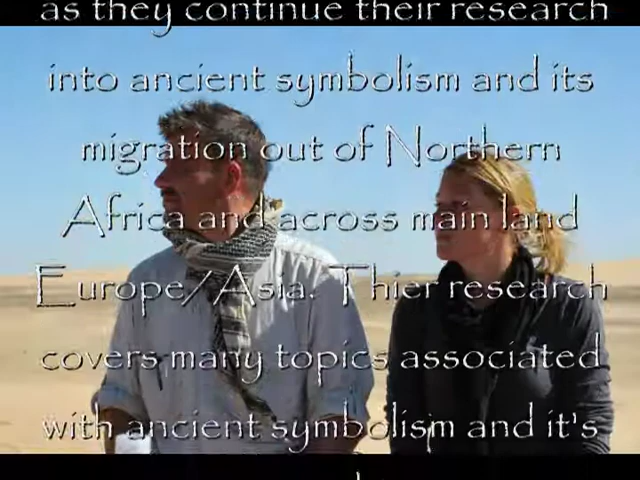 as they continue their research
into ancient symbolism and its
migration out of Northern
Africa and across main land
Europe/Asia. Thier research
covers many topics associated
with ancient symbolism and it's